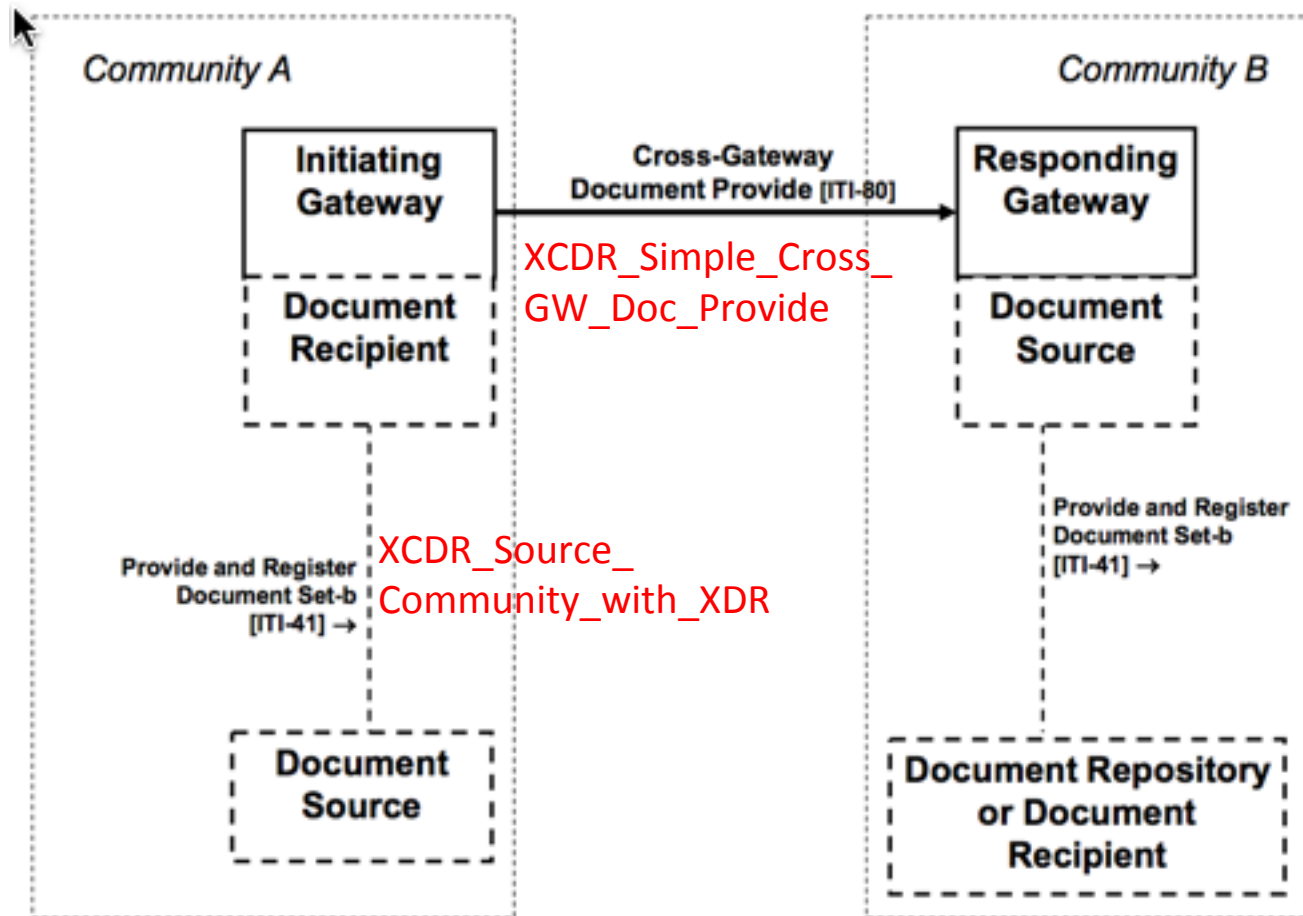 Community A
Community B
Initiating
Gateway
Cross-Gateway
Document Provide [ITI-80]
Responding
Gateway
XCDR_Simple_Cross_
GW_Doc_Provide
Document
Recipient
Document
Source
Provide and Register
Document Set-b
[ITI-41] →
XCDR_Source_
Community_with_XDR
Provide and Register
Document Set-b
[ITI-41] →
Document
Source
Document Repository
or Document
Recipient